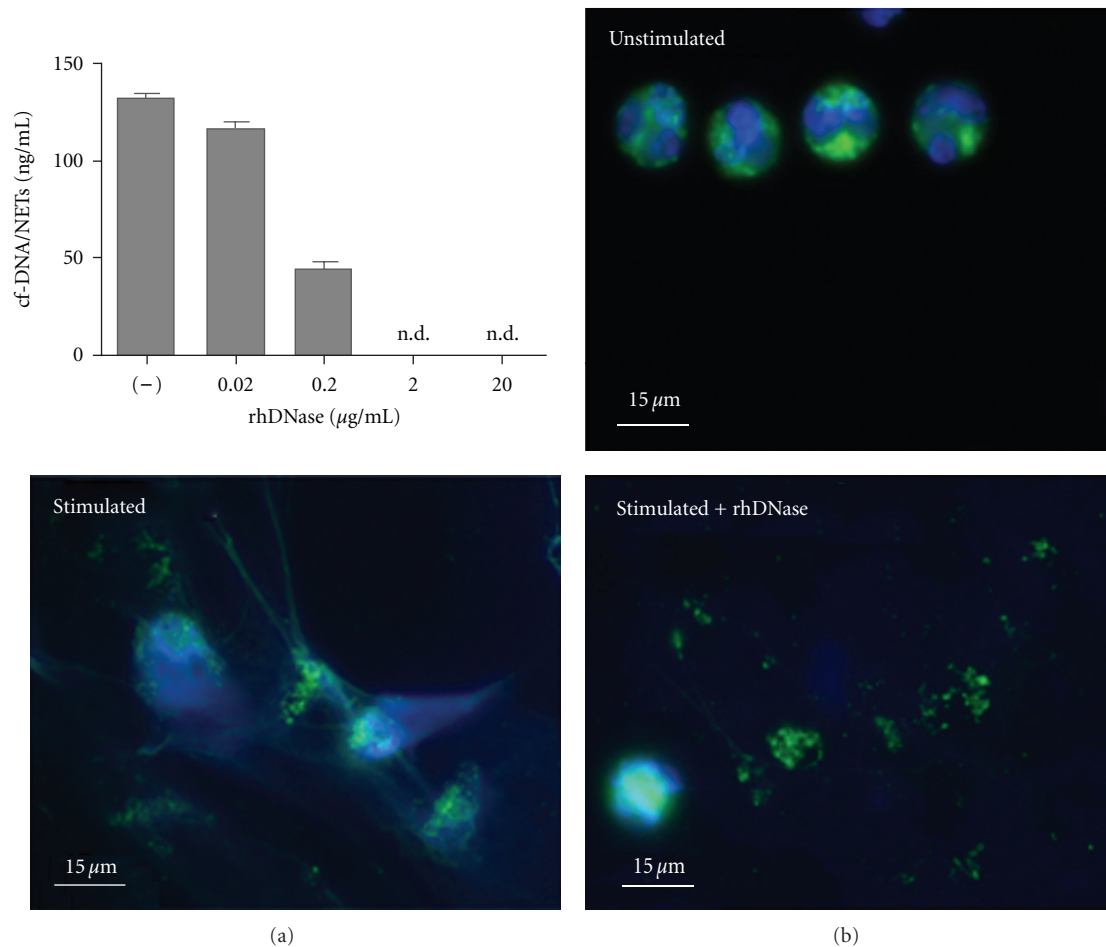 150
100
50
0
cf-DNA/NETs (ng/mL)
n.d.
n.d.
(−)
0.02
0.2
2
20
rhDNase (μg/mL)
Unstimulated
15 μm
Stimulated
15 μm
Stimulated + rhDNase
15 μm
(a)
(b)